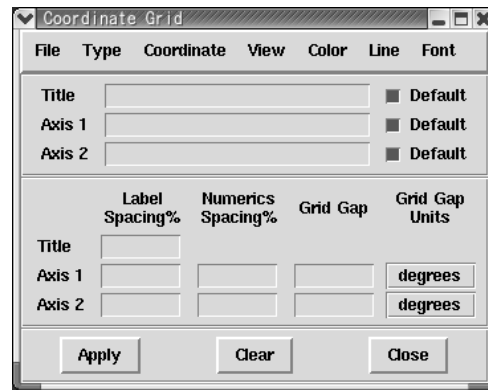 Coordinate Grid
File Type Coordinate View Color Line Font
Title Default
Axis 1 Default
Axis 2 Default
Label Spacing% Numerics Spacing% Grid Gap Grid Gap Units
Title
Axis 1 degrees
Axis 2 degrees
Apply Clear Close